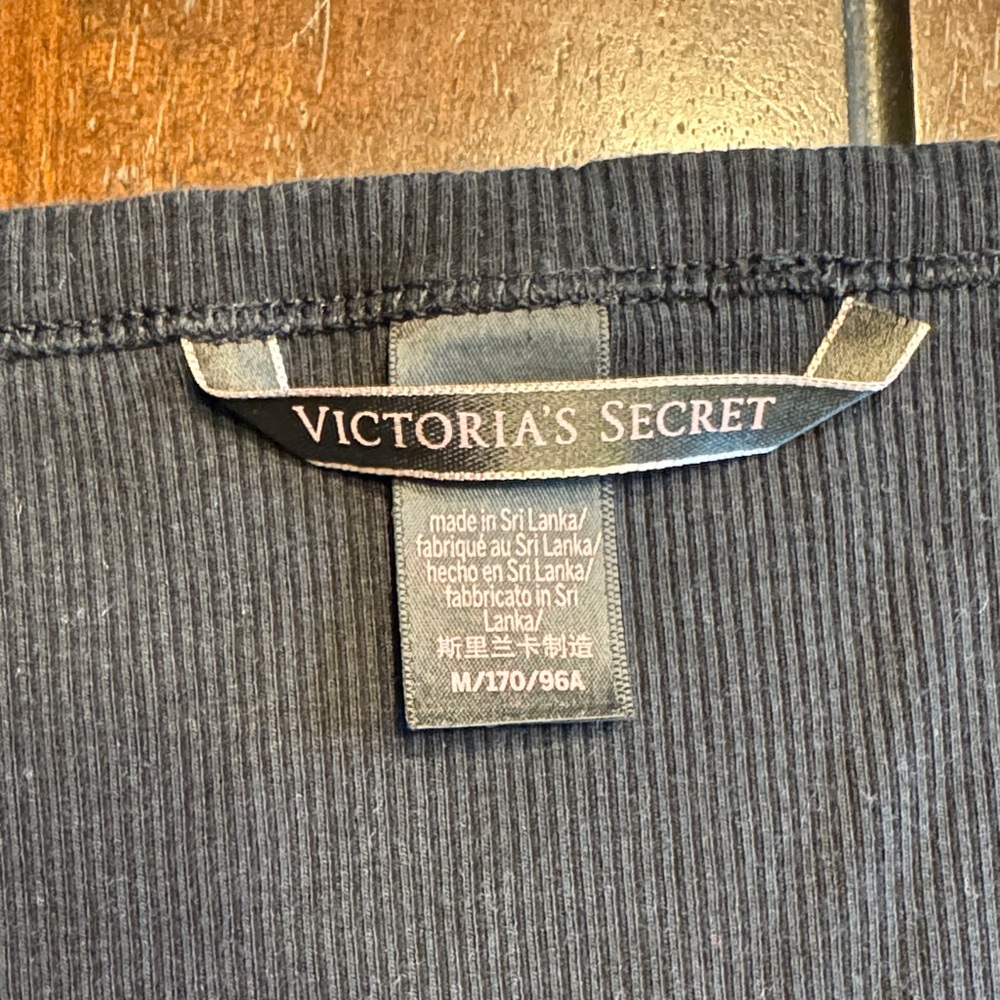 VICTORIA'S SECRET
made in Sri Lanka/
fabriqué au Sri Lanka/
hecho en Sri Lanka/
fabbricato in Sri
Lanka/
斯里兰卡制造
M/170/96A